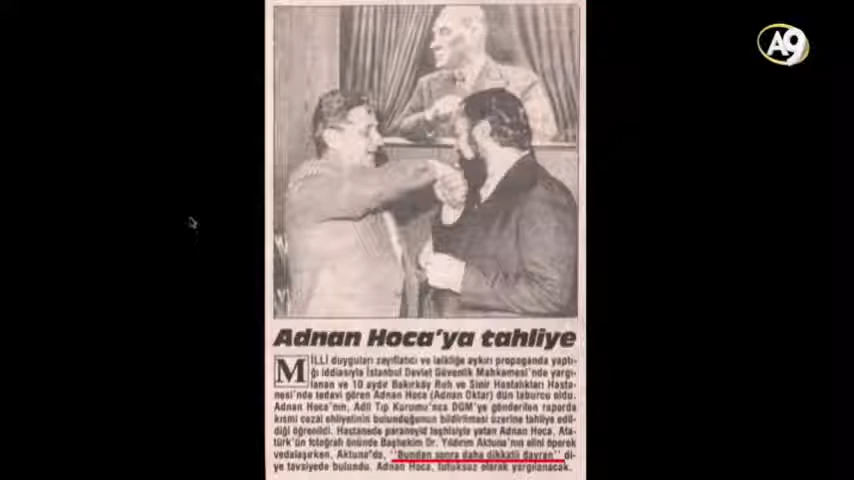 A9
Adnan Hoca'ya tahliye
MİLLİ duyguları zayıflatıcı ve laikliğe aykırı propaganda yaptı-
ğı iddiasıyla İstanbul Devlet Güvenlik Mahkemesi'nde yargı-
lanan ve 10 aydır Bakırköy Ruh ve Sinir Hastalıkları Hasta-
nesi'nde tedavi gören Adnan Hoca (Adnan Oktar) dün taburcu oldu.
Adnan Hoca'nın, Adli Tıp Kurumu'nca DGM'ye gönderilen raporda
kısmi cezai ehliyetinin bulunduğunun bildirilmesi üzerine tahliye edil-
diği öğrenildi. Hastanede paranoyid teşhisiyle yatan Adnan Hoca, Ata-
türk'ün fotoğrafı önünde Başhekim Dr. Yıldırım Aktuna'nın elini öperek
vedalaşırken, Aktuna'da, "Bundan sonra daha dikkatli davran" di-
ye tavsiyede bulundu. Adnan Hoca, tutuksuz olarak yargılanacak.